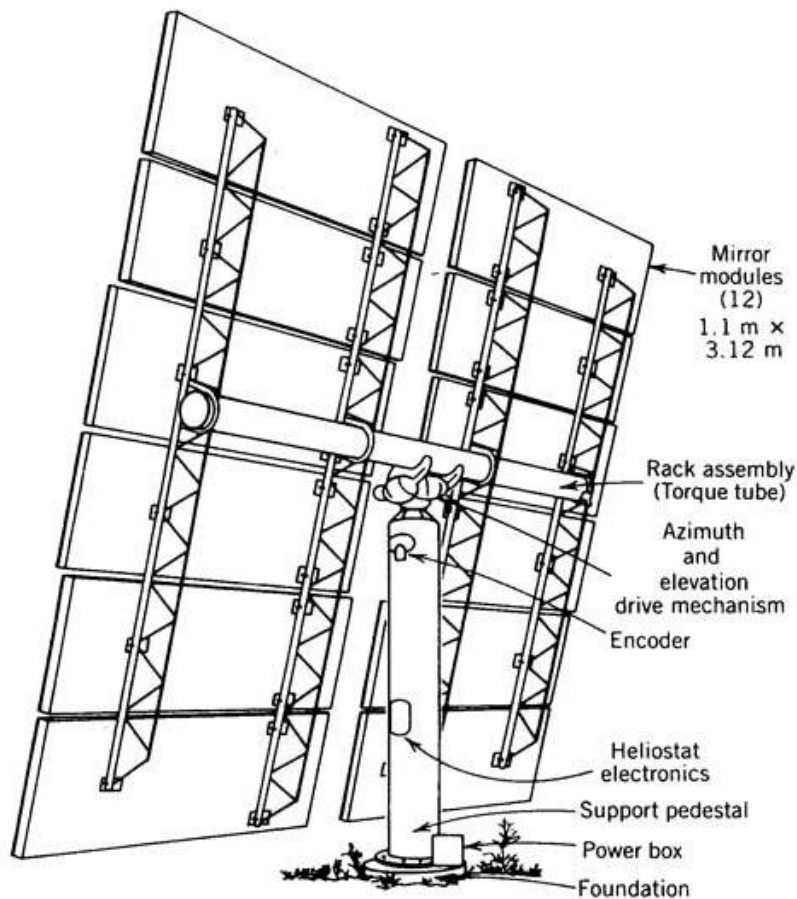 Mirror
modules
(12)
1.1 m ×
3.12 m
Rack assembly
(Torque tube)
Azimuth
and
elevation
drive mechanism
Encoder
Heliostat
electronics
Support pedestal
Power box
Foundation